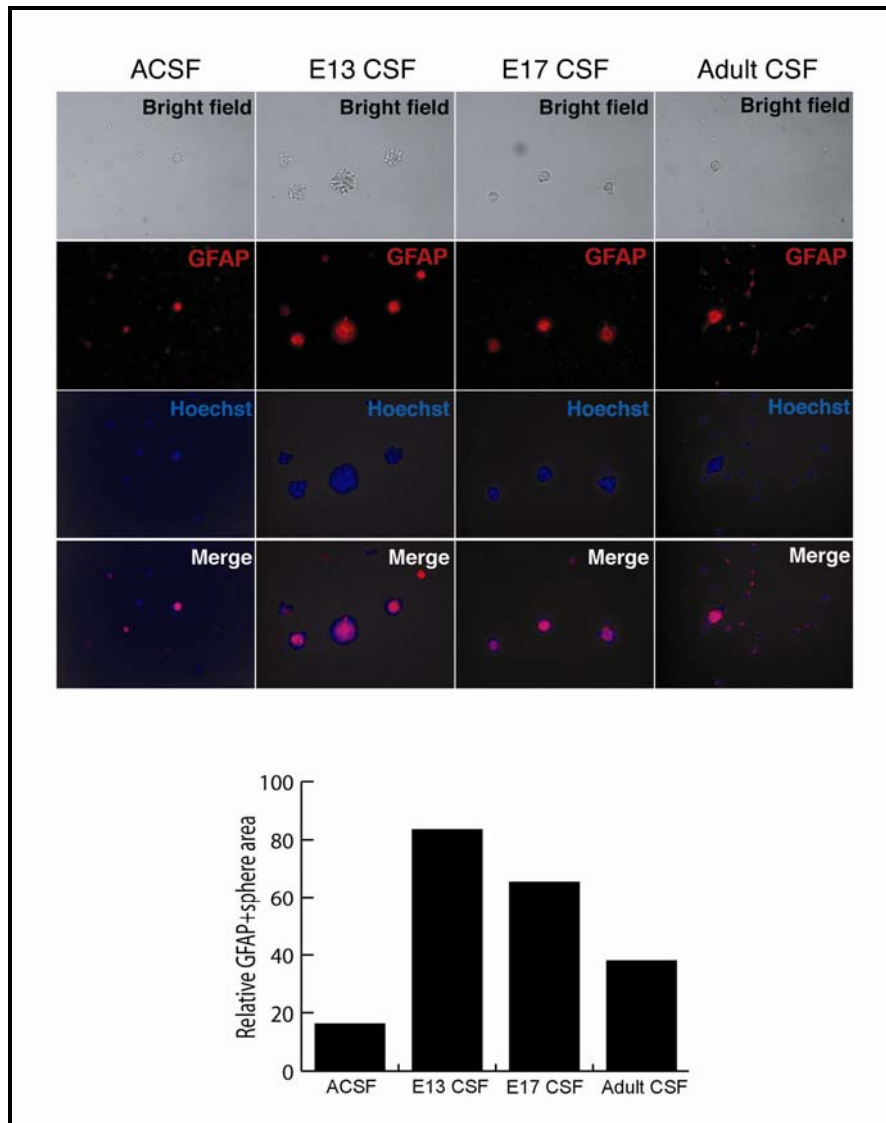 ACSF E13 CSF E17 CSF Adult CSF
Bright field Bright field Bright field Bright field
GFAP GFAP GFAP GFAP
Hoechst Hoechst Hoechst Hoechst
Merge Merge Merge Merge
Relative GFAP+sphere area
100
80
60
40
20
0
ACSF E13 CSF E17 CSF Adult CSF